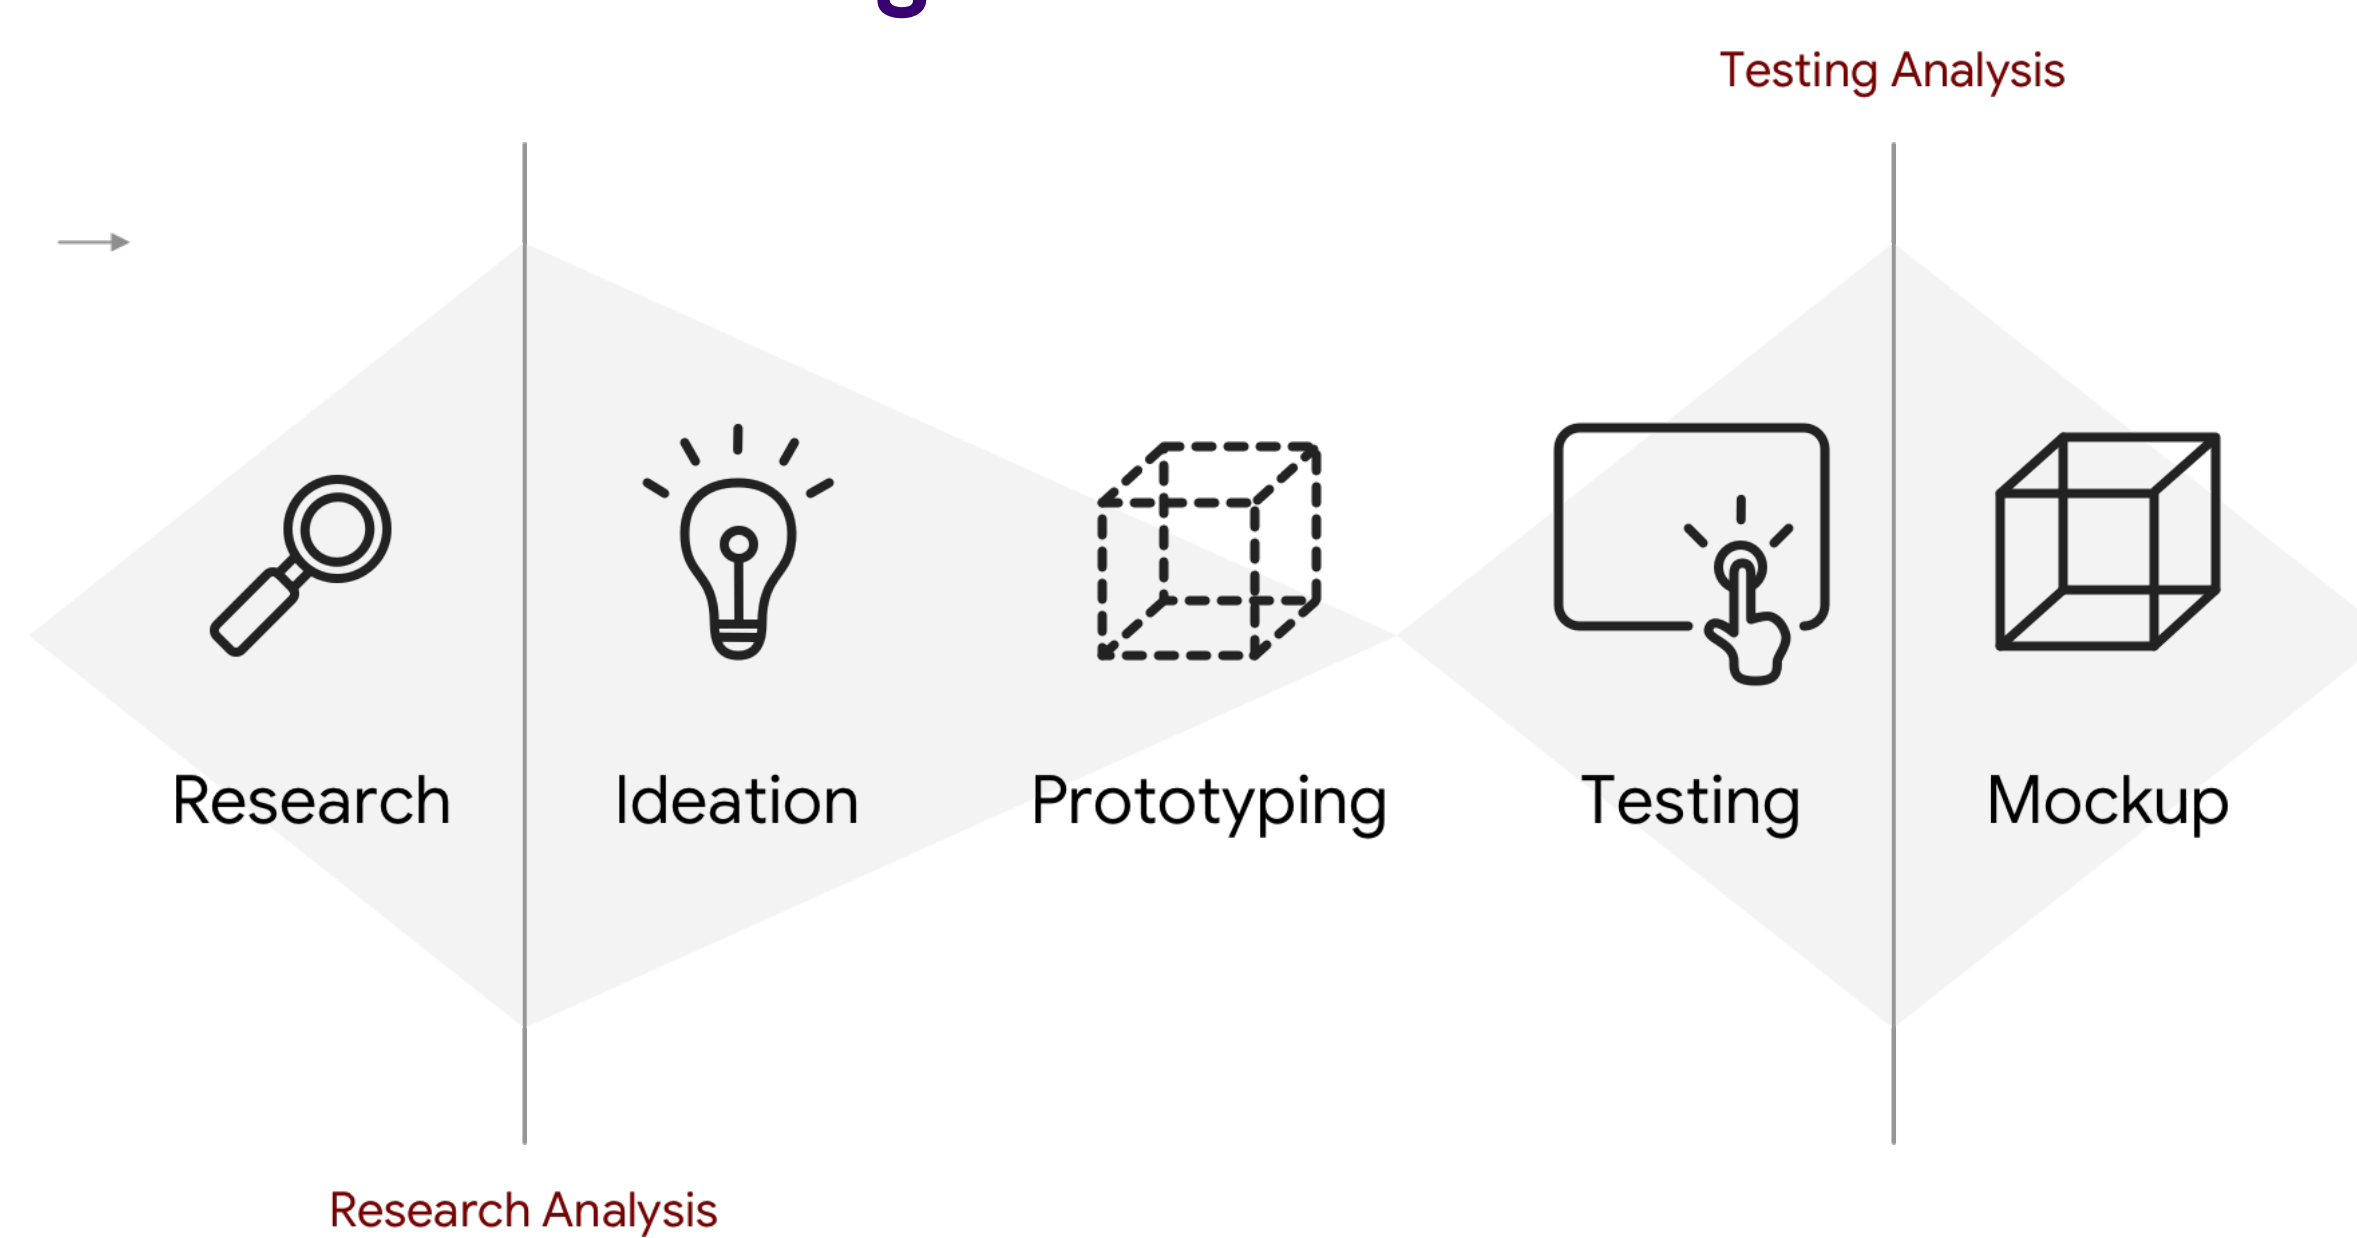 Testing Analysis
Research
Ideation
Prototyping
Testing
Mockup
Research Analysis